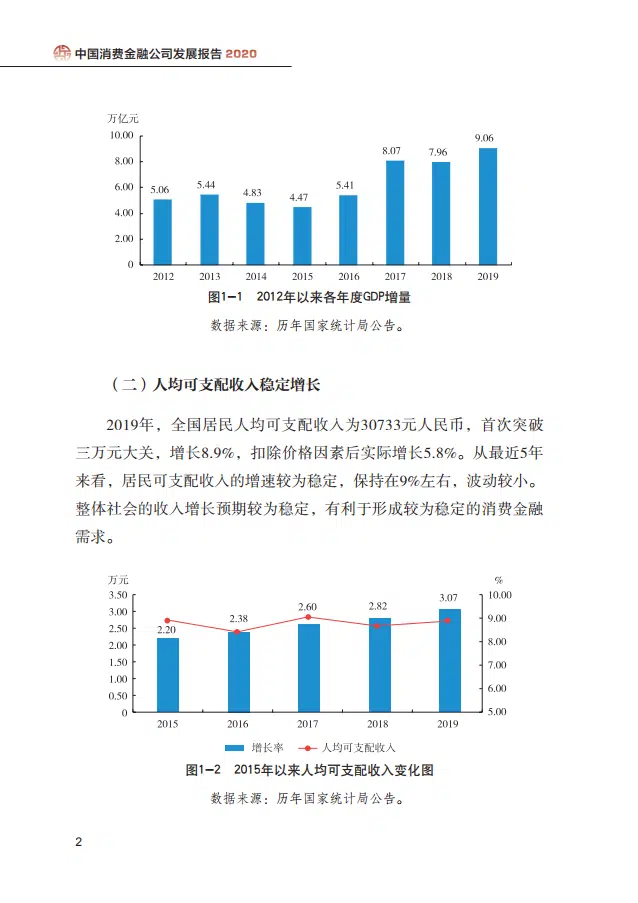 中国消费金融公司发展报告 2020
万亿元
10.00
8.00
6.00
4.00
2.00
0
5.06
5.44
4.83
4.47
5.41
8.07
7.96
9.06
2012 2013 2014 2015 2016 2017 2018 2019
图1-1 2012年以来各年度GDP增量
数据来源：历年国家统计局公告。
（二）人均可支配收入稳定增长
2019年，全国居民人均可支配收入为30733元人民币，首次突破
三万元大关，增长8.9%，扣除价格因素后实际增长5.8%。从最近5年
来看，居民可支配收入的增速较为稳定，保持在9%左右，波动较小。
整体社会的收入增长预期较为稳定，有利于形成较为稳定的消费金融
需求。
万元
%
3.50
3.00
2.50
2.00
1.50
1.00
0.50
0
2.20
2.38
2.60
2.82
3.07
10.00
9.00
8.00
7.00
6.00
5.00
2015 2016 2017 2018 2019
增长率 人均可支配收入
图1-2 2015年以来人均可支配收入变化图
数据来源：历年国家统计局公告。
2